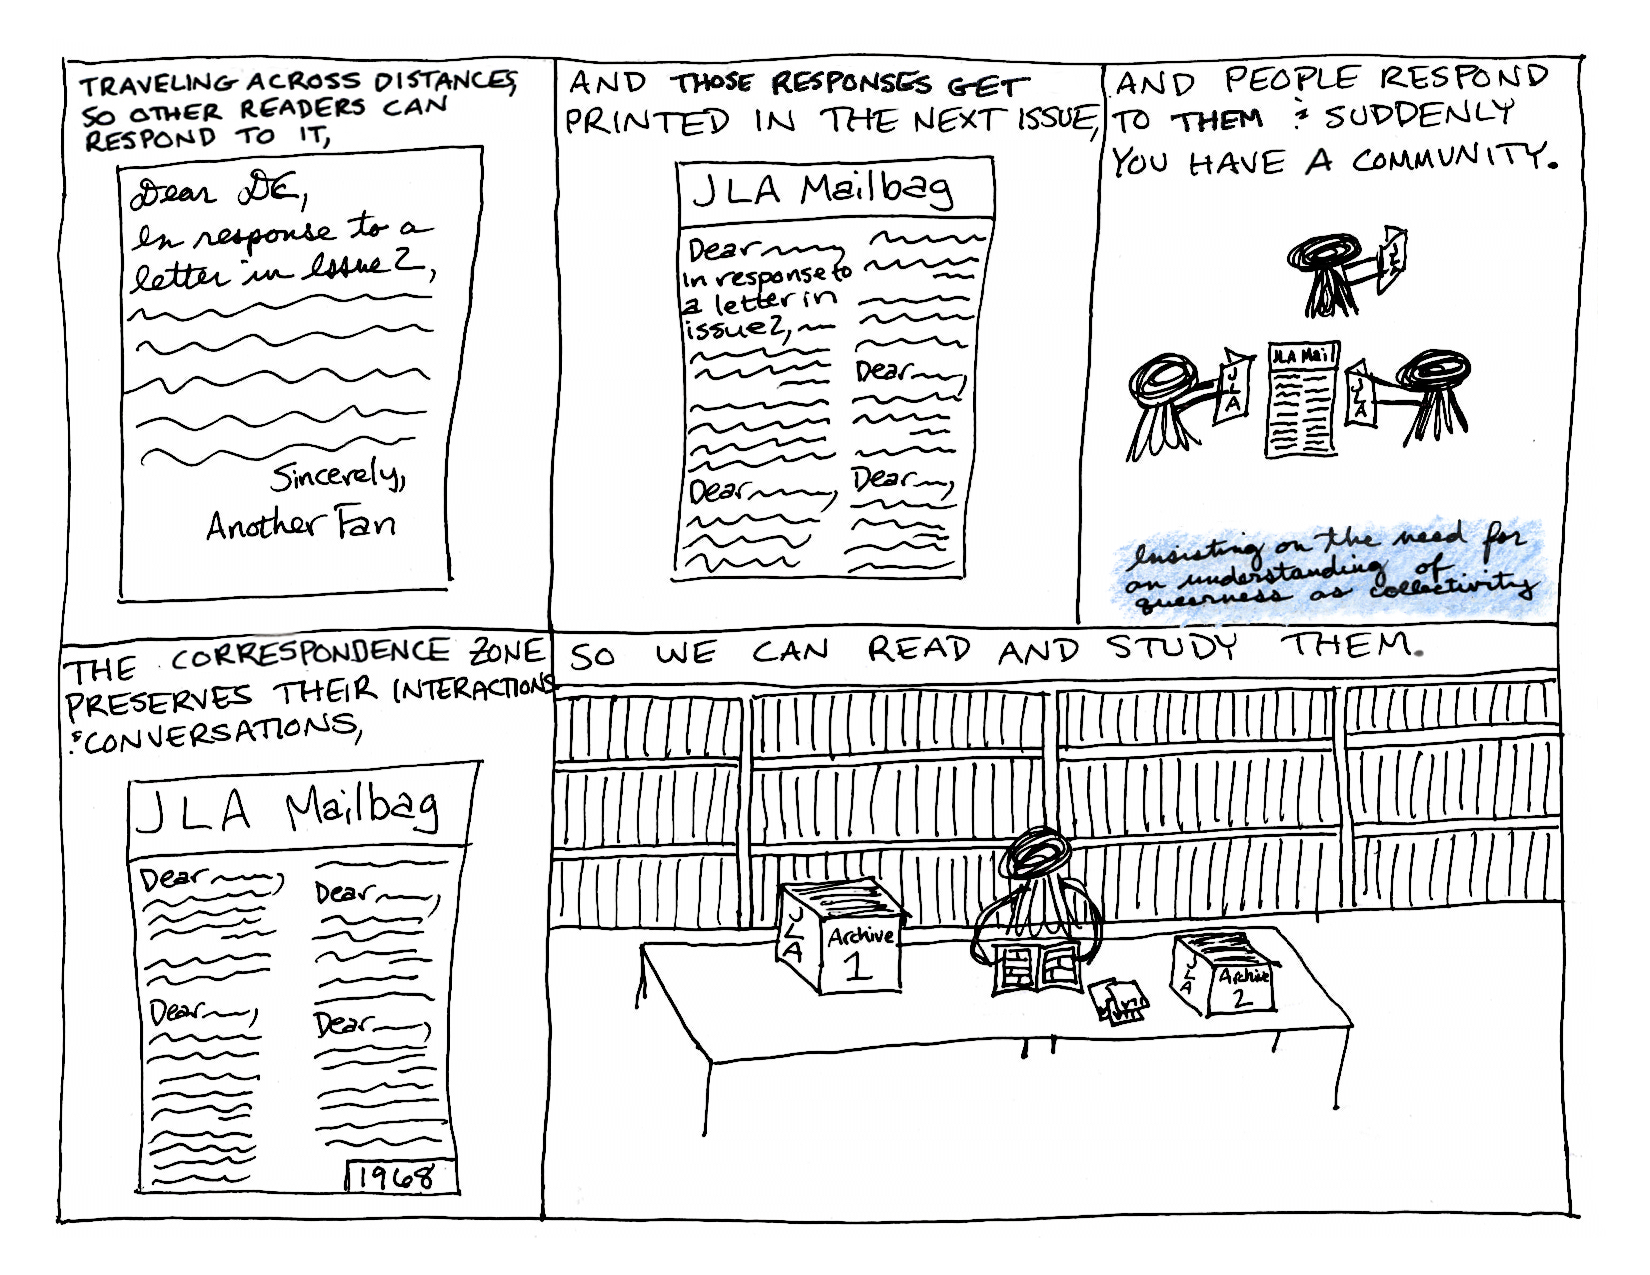 TRAVELING ACROSS DISTANCES,
SO OTHER READERS CAN
RESPOND TO IT,
Dear DC,
In response to a
letter in Issue 2,
Sincerely,
Another Fan
AND THOSE RESPONSES GET
PRINTED IN THE NEXT ISSUE,
JLA Mailbag
Dear
in response to
a letter in
issue 2,
Dear
Dear
,
Dear
,
AND PEOPLE RESPOND
TO THEM & SUDDENLY
YOU HAVE A COMMUNITY.
JLA
JLA
JLA Mail
JLA
Insisting on the need for
an understanding of
queerness as collectivity
THE CORRESPONDENCE ZONE
PRESERVES THEIR INTERACTIONS
& CONVERSATIONS,
JLA Mailbag
Dear ,
Dear ,
Dear ,
Dear ,
1968
SO WE CAN READ AND STUDY THEM.
JLA
Archive
1
JLA
Archive
2